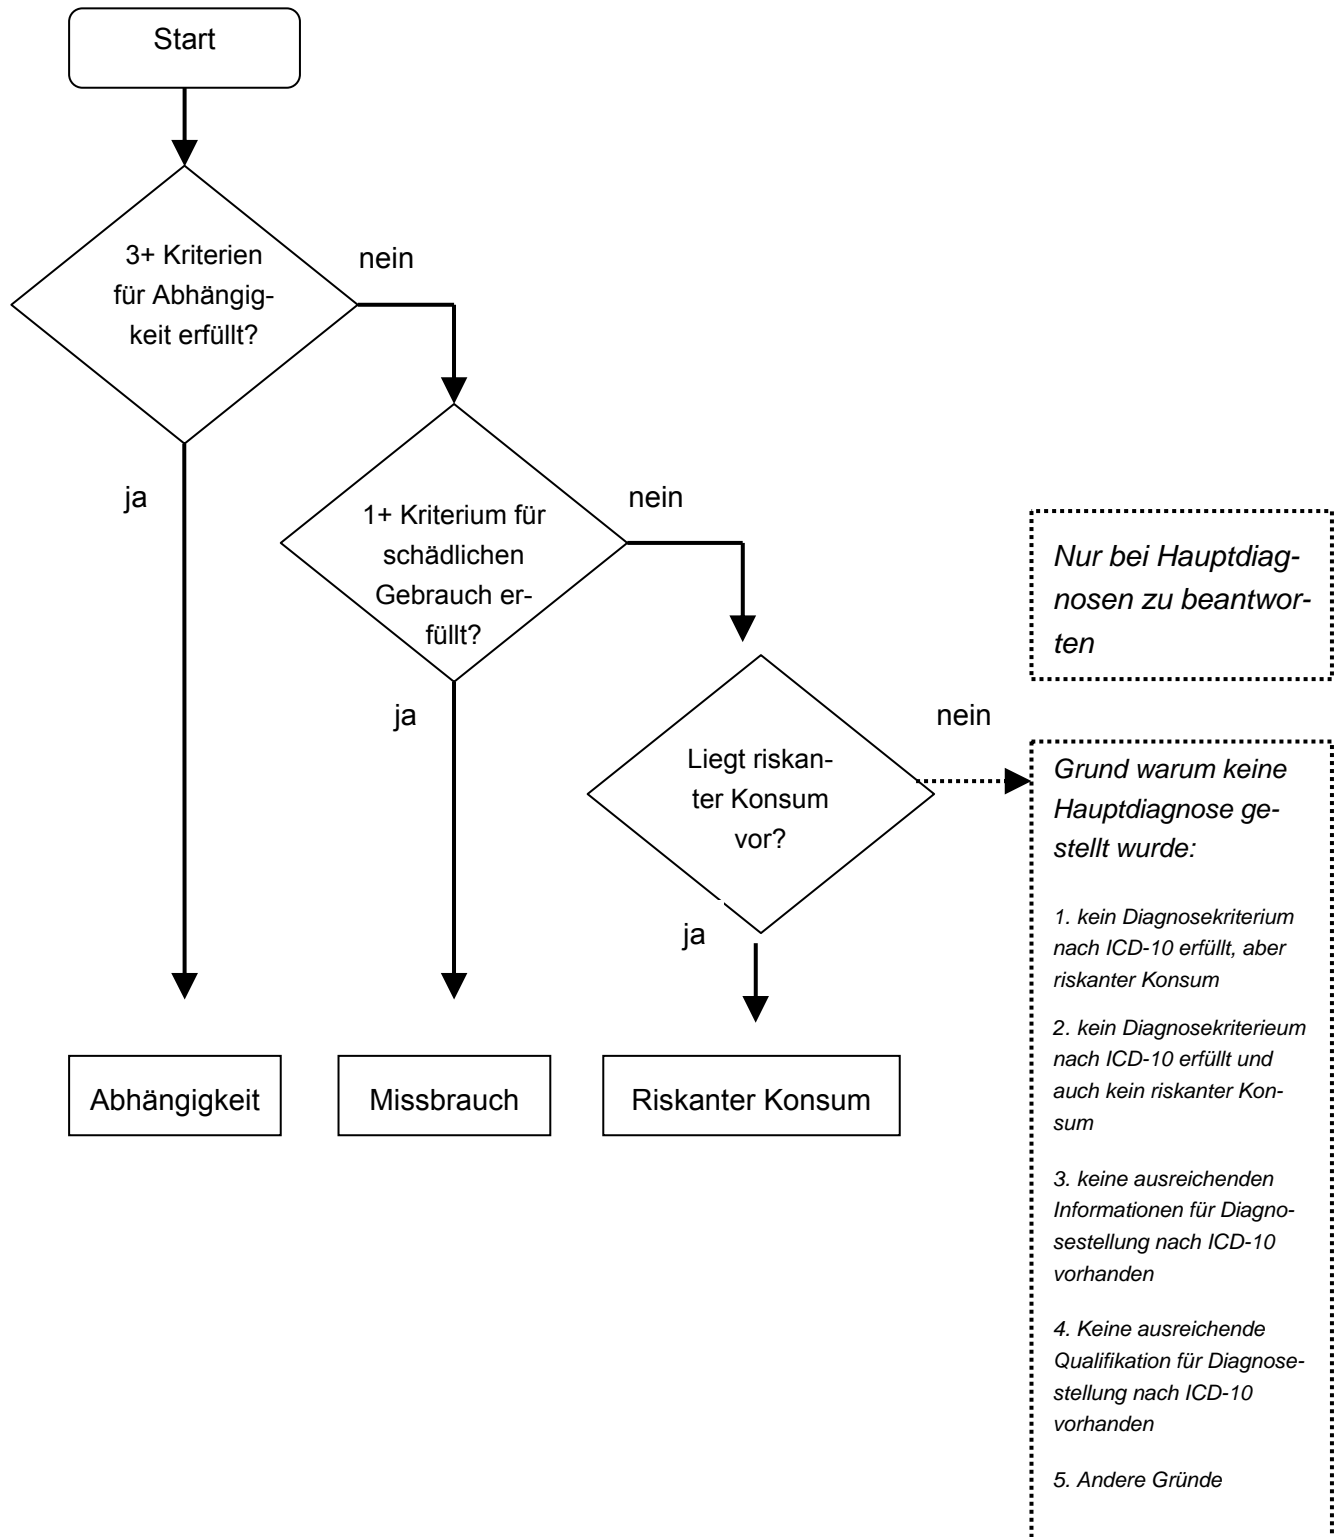 Start
3+ Kriterien
für Abhängig-
keit erfüllt?
nein
ja
1+ Kriterium für
schädlichen
Gebrauch er-
füllt?
nein
ja
Liegt riskan-
ter Konsum
vor?
nein
ja
Abhängigkeit
Missbrauch
Riskanter Konsum
Nur bei Hauptdiag-
nosen zu beantwor-
ten
Grund warum keine
Hauptdiagnose ge-
stellt wurde:
1. kein Diagnosekriterium
nach ICD-10 erfüllt, aber
riskanter Konsum
2. kein Diagnosekriterieum
nach ICD-10 erfüllt und
auch kein riskanter Kon-
sum
3. keine ausreichenden
Informationen für Diagno-
sestellung nach ICD-10
vorhanden
4. Keine ausreichende
Qualifikation für Diagnose-
stellung nach ICD-10
vorhanden
5. Andere Gründe